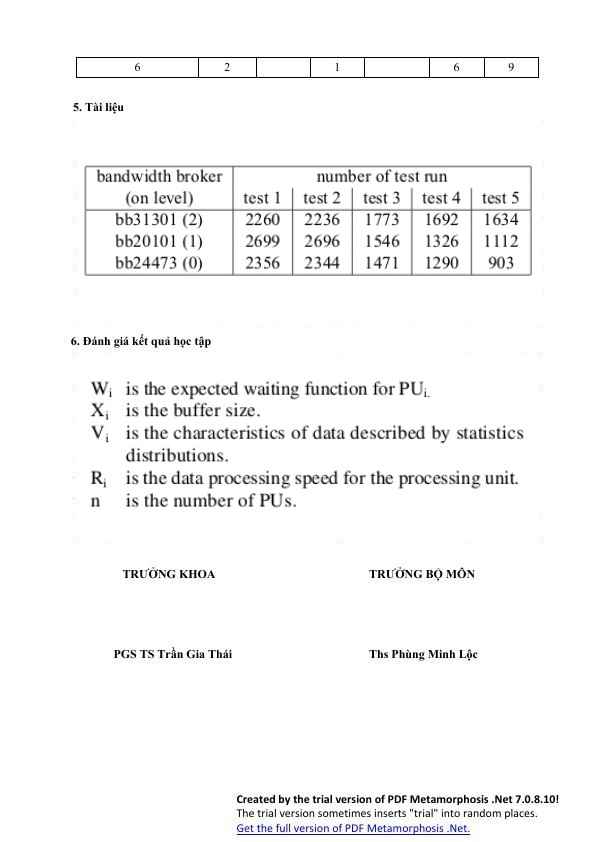 6 2 1 6 9
5. Tài liệu
bandwidth broker number of test run
(on level) test 1 test 2 test 3 test 4 test 5
bb31301 (2) 2260 2236 1773 1692 1634
bb20101 (1) 2699 2696 1546 1326 1112
bb24473 (0) 2356 2344 1471 1290 903
6. Đánh giá kết quả học tập
Wi is the expected waiting function for PUi.
Xi is the buffer size.
Vi is the characteristics of data described by statistics
distributions.
Ri is the data processing speed for the processing unit.
n is the number of PUs.
TRƯỞNG KHOA TRƯỞNG BỘ MÔN
PGS TS Trần Gia Thái Ths Phùng Minh Lộc
Created by the trial version of PDF Metamorphosis .Net 7.0.8.10!
The trial version sometimes inserts "trial" into random places.
Get the full version of PDF Metamorphosis .Net.